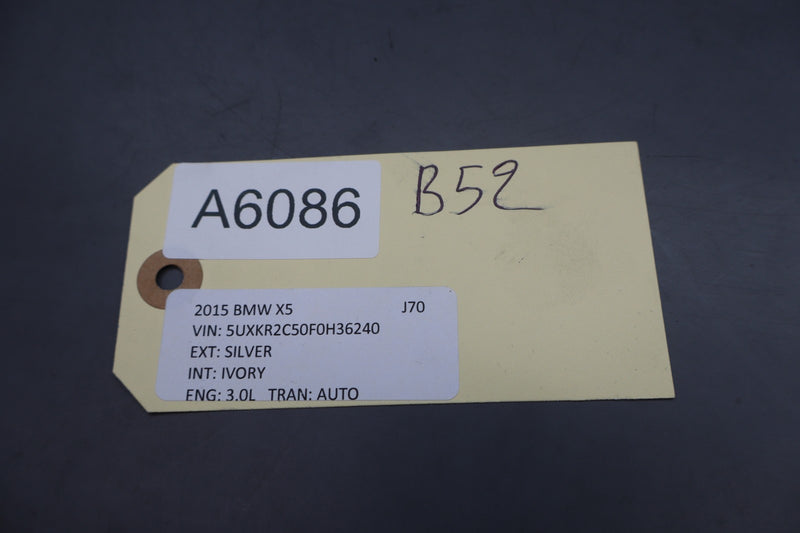 A6086
B52
2015 BMW X5 J70
VIN: 5UXKR2C50F0H36240
EXT: SILVER
INT: IVORY
ENG: 3.0L TRAN: AUTO